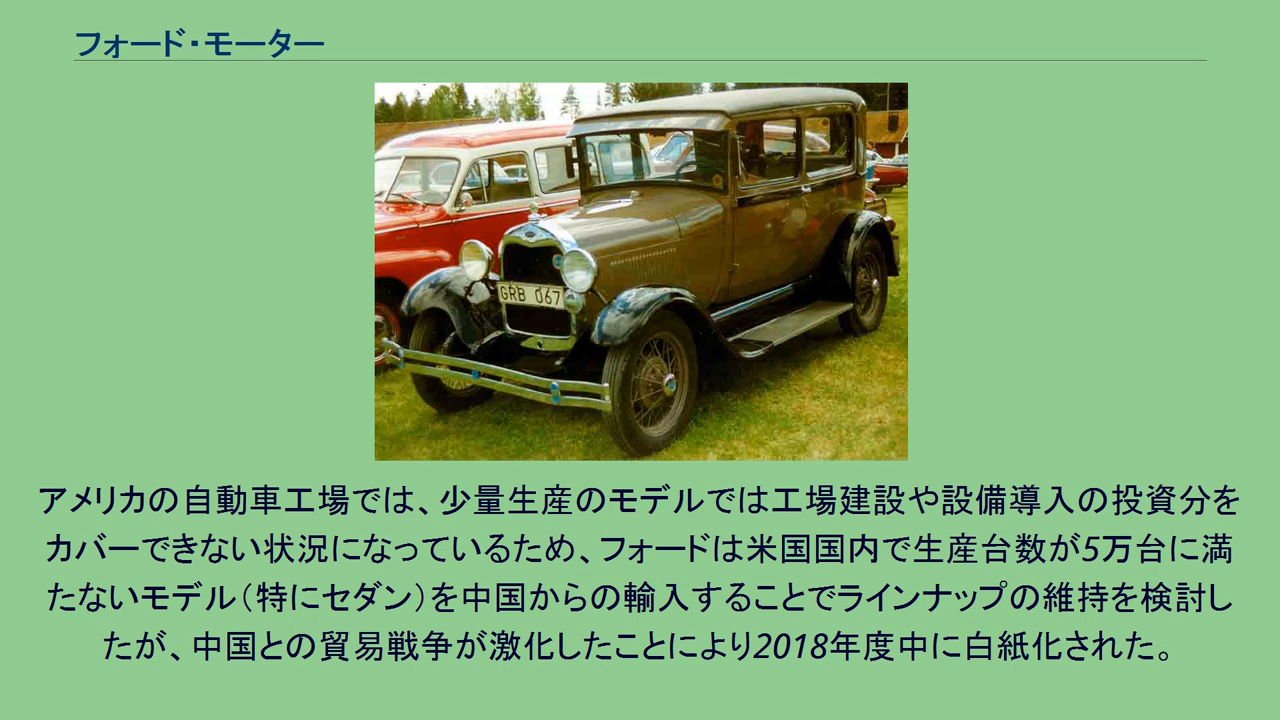 フォード・モーター
GRB 067
アメリカの自動車工場では、少量生産のモデルでは工場建設や設備導入の投資分を
カバーできない状況になっているため、フォードは米国国内で生産台数が5万台に満
たないモデル（特にセダン）を中国からの輸入することでラインナップの維持を検討し
たが、中国との貿易戦争が激化したことにより2018年度中に白紙化された。